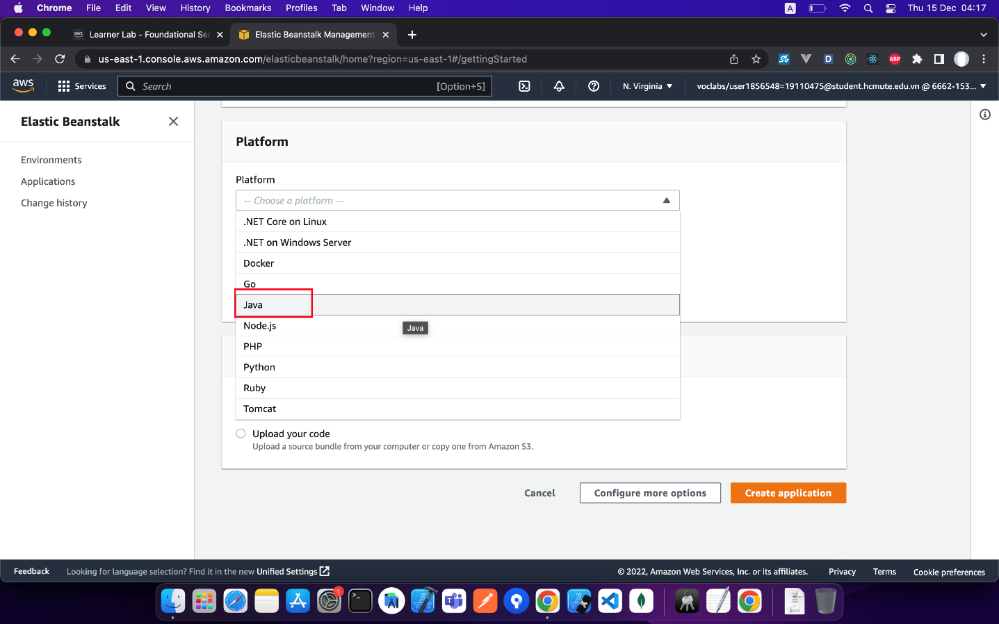 Chrome File Edit View History Bookmarks Profiles Tab Window Help A Thu 15 Dec 04:17
aws Learner Lab - Foundational Ser Elastic Beanstalk Management
us-east-1.console.aws.amazon.com/elasticbeanstalk/home?region=us-east-1#/gettingStarted D ABP
aws Services Search [Option+S] N. Virginia voclabs/user1856548=19110475@student.hcmute.edu.vn @ 6662-153...
Elastic Beanstalk
Environments
Applications
Change history
Platform
Platform
-- Choose a platform --
.NET Core on Linux
.NET on Windows Server
Docker
Go
Java
Node.js
Java
PHP
Python
Ruby
Tomcat
Upload your code
Upload a source bundle from your computer or copy one from Amazon S3.
Cancel Configure more options Create application
Feedback Looking for language selection? Find it in the new Unified Settings © 2022, Amazon Web Services, Inc. or its affiliates. Privacy Terms Cookie preferences
1
DOCX